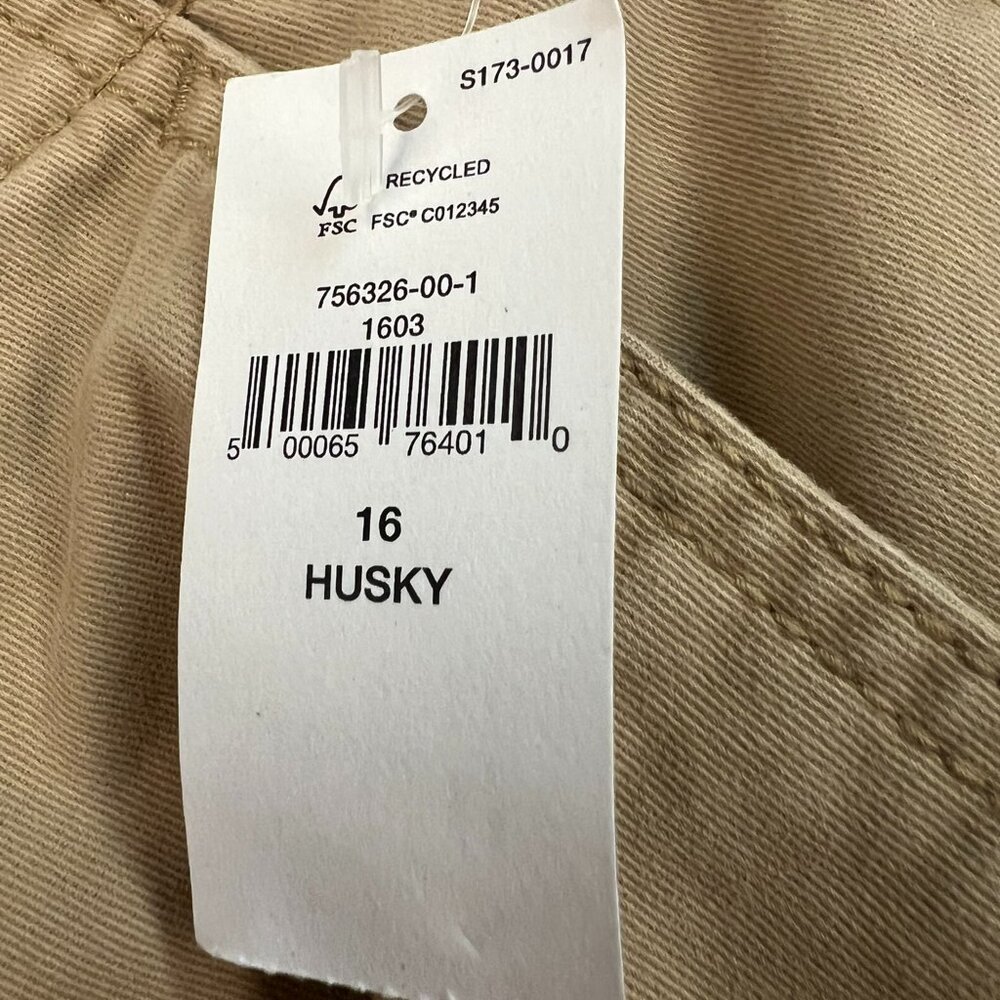 S173-0017
RECYCLED
FSC FSC® C012345
756326-00-1
1603
5 00065 76401 0
16
HUSKY